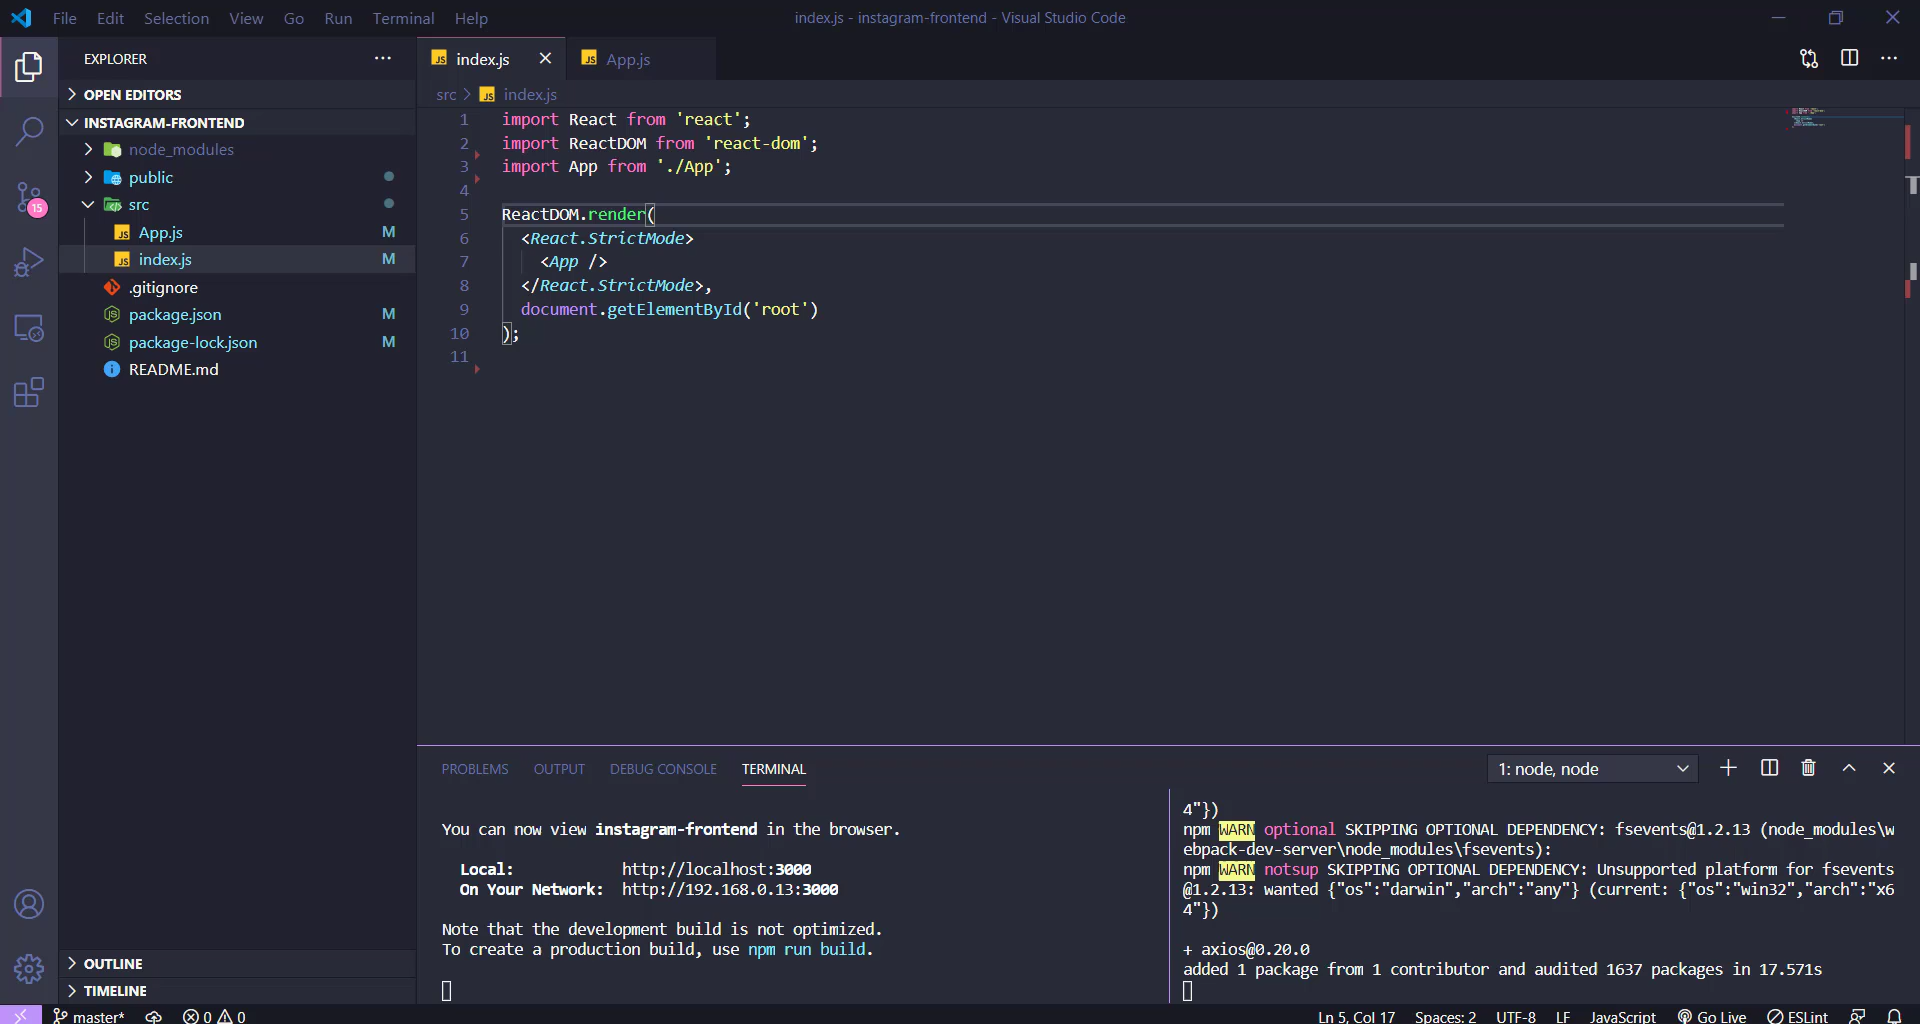 File Edit Selection View Go Run Terminal Help
index.js - instagram-frontend - Visual Studio Code
EXPLORER
OPEN EDITORS
INSTAGRAM-FRONTEND
node_modules
public
src
App.js M
index.js M
.gitignore
package.json M
package-lock.json M
README.md
OUTLINE
TIMELINE
15
JS index.js
JS App.js
src > JS index.js
1 import React from 'react';
2 import ReactDOM from 'react-dom';
3 import App from './App';
4
5 ReactDOM.render(
6 <React.StrictMode>
7 <App />
8 </React.StrictMode>,
9 document.getElementById('root')
10 );
11
PROBLEMS OUTPUT DEBUG CONSOLE TERMINAL
1: node, node
You can now view instagram-frontend in the browser.
Local: http://localhost:3000
On Your Network: http://192.168.0.13:3000
Note that the development build is not optimized.
To create a production build, use npm run build.
4"})
npm WARN optional SKIPPING OPTIONAL DEPENDENCY: fsevents@1.2.13 (node_modules\w
ebpack-dev-server\node_modules\fsevents):
npm WARN notsup SKIPPING OPTIONAL DEPENDENCY: Unsupported platform for fsevents
@1.2.13: wanted {"os":"darwin","arch":"any"} (current: {"os":"win32","arch":"x6
4"})
+ axios@0.20.0
added 1 package from 1 contributor and audited 1637 packages in 17.571s
master* 0 0
Ln 5, Col 17 Spaces: 2 UTF-8 LF JavaScript Go Live ESLint